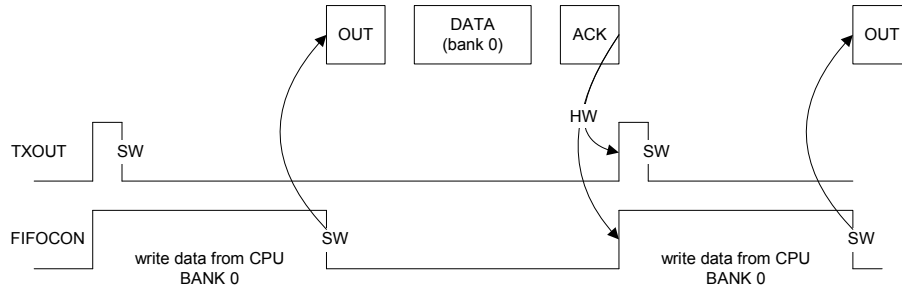 OUT
DATA
(bank 0)
ACK
OUT
HW
TXOUT
SW
SW
FIFOCON
SW
SW
write data from CPU
BANK 0
write data from CPU
BANK 0